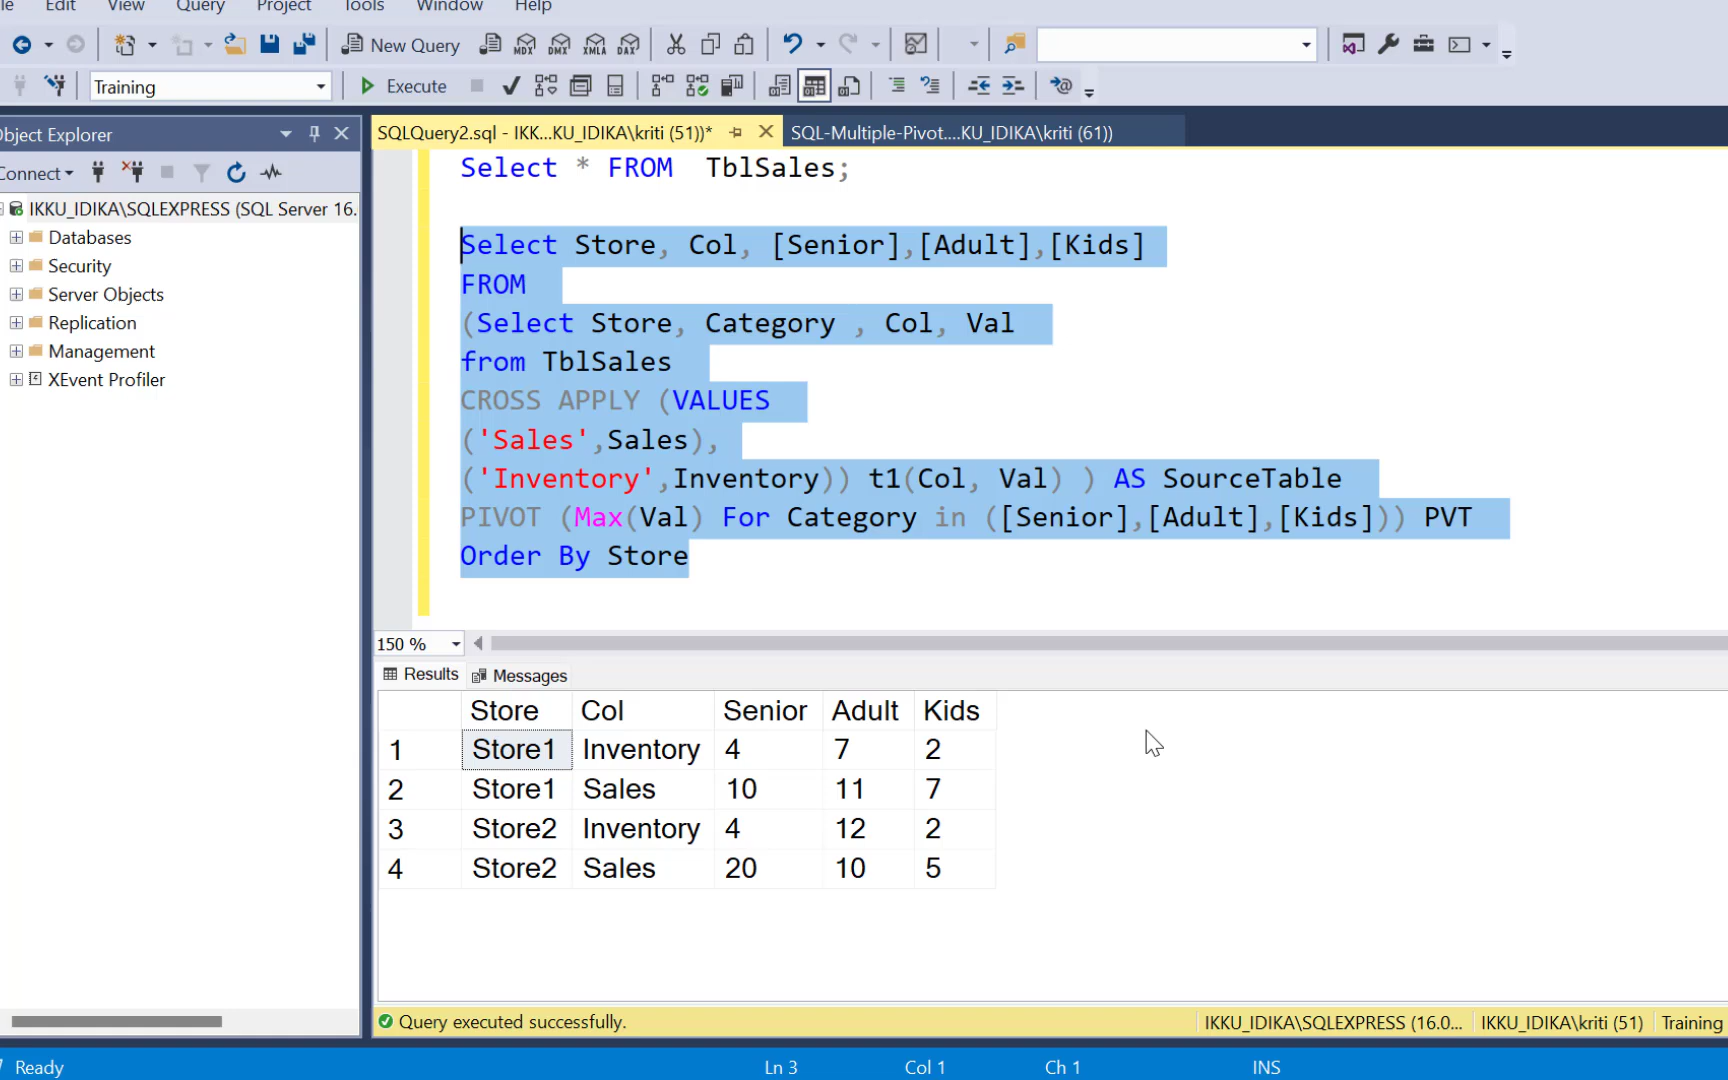 Edit View Query Project Tools Window Help
New Query MDX DMX XMLA DAX
Training Execute
Object Explorer
SQLQuery2.sql - IKK...KU_IDIKA\kriti (51))*
SQL-Multiple-Pivot....KU_IDIKA\kriti (61))
Connect
IKKU_IDIKA\SQLEXPRESS (SQL Server 16.
Databases
Security
Server Objects
Replication
Management
XEvent Profiler
Select * FROM TblSales;
Select Store, Col, [Senior],[Adult],[Kids]
FROM
(Select Store, Category , Col, Val
from TblSales
CROSS APPLY (VALUES
('Sales',Sales),
('Inventory',Inventory)) t1(Col, Val) ) AS SourceTable
PIVOT (Max(Val) For Category in ([Senior],[Adult],[Kids])) PVT
Order By Store
150 %
Results Messages
Store Col Senior Adult Kids
1 Store1 Inventory 4 7 2
2 Store1 Sales 10 11 7
3 Store2 Inventory 4 12 2
4 Store2 Sales 20 10 5
Query executed successfully. IKKU_IDIKA\SQLEXPRESS (16.0... IKKU_IDIKA\kriti (51) Training
Ready Ln 3 Col 1 Ch 1 INS